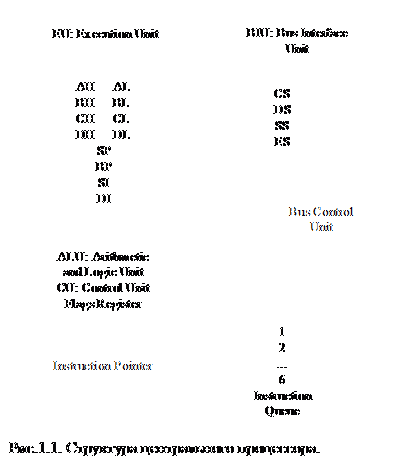 EU: Execution Unit
BIU: Bus Interface
Unit
AH AL
BH BL
CH CL
DH DL
SP
BP
SI
DI
CS
DS
SS
ES
Bus Control
Unit
ALU: Arithmetic
and Logic Unit
CU: Control Unit
Flags Register
Instruction Pointer
1
2
...
6
Instruction
Queue
Рис.1.1. Структура центрального процессора.